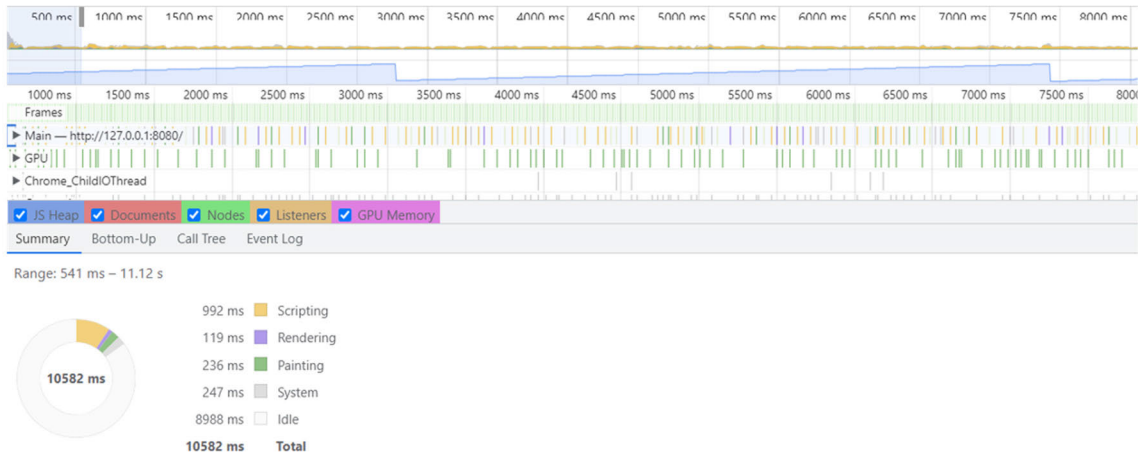 500 ms 1000 ms 1500 ms 2000 ms 2500 ms 3000 ms 3500 ms 4000 ms 4500 ms 5000 ms 5500 ms 6000 ms 6500 ms 7000 ms 7500 ms 8000 ms
1000 ms 1500 ms 2000 ms 2500 ms 3000 ms 3500 ms 4000 ms 4500 ms 5000 ms 5500 ms 6000 ms 6500 ms 7000 ms 7500 ms 8000
Frames
Main — http://127.0.0.1:8080/
GPU
Chrome_ChildIOThread
JS Heap Documents Nodes Listeners GPU Memory
Summary Bottom-Up Call Tree Event Log
Range: 541 ms – 11.12 s
992 ms Scripting
119 ms Rendering
236 ms Painting
10582 ms
247 ms System
8988 ms Idle
10582 ms Total